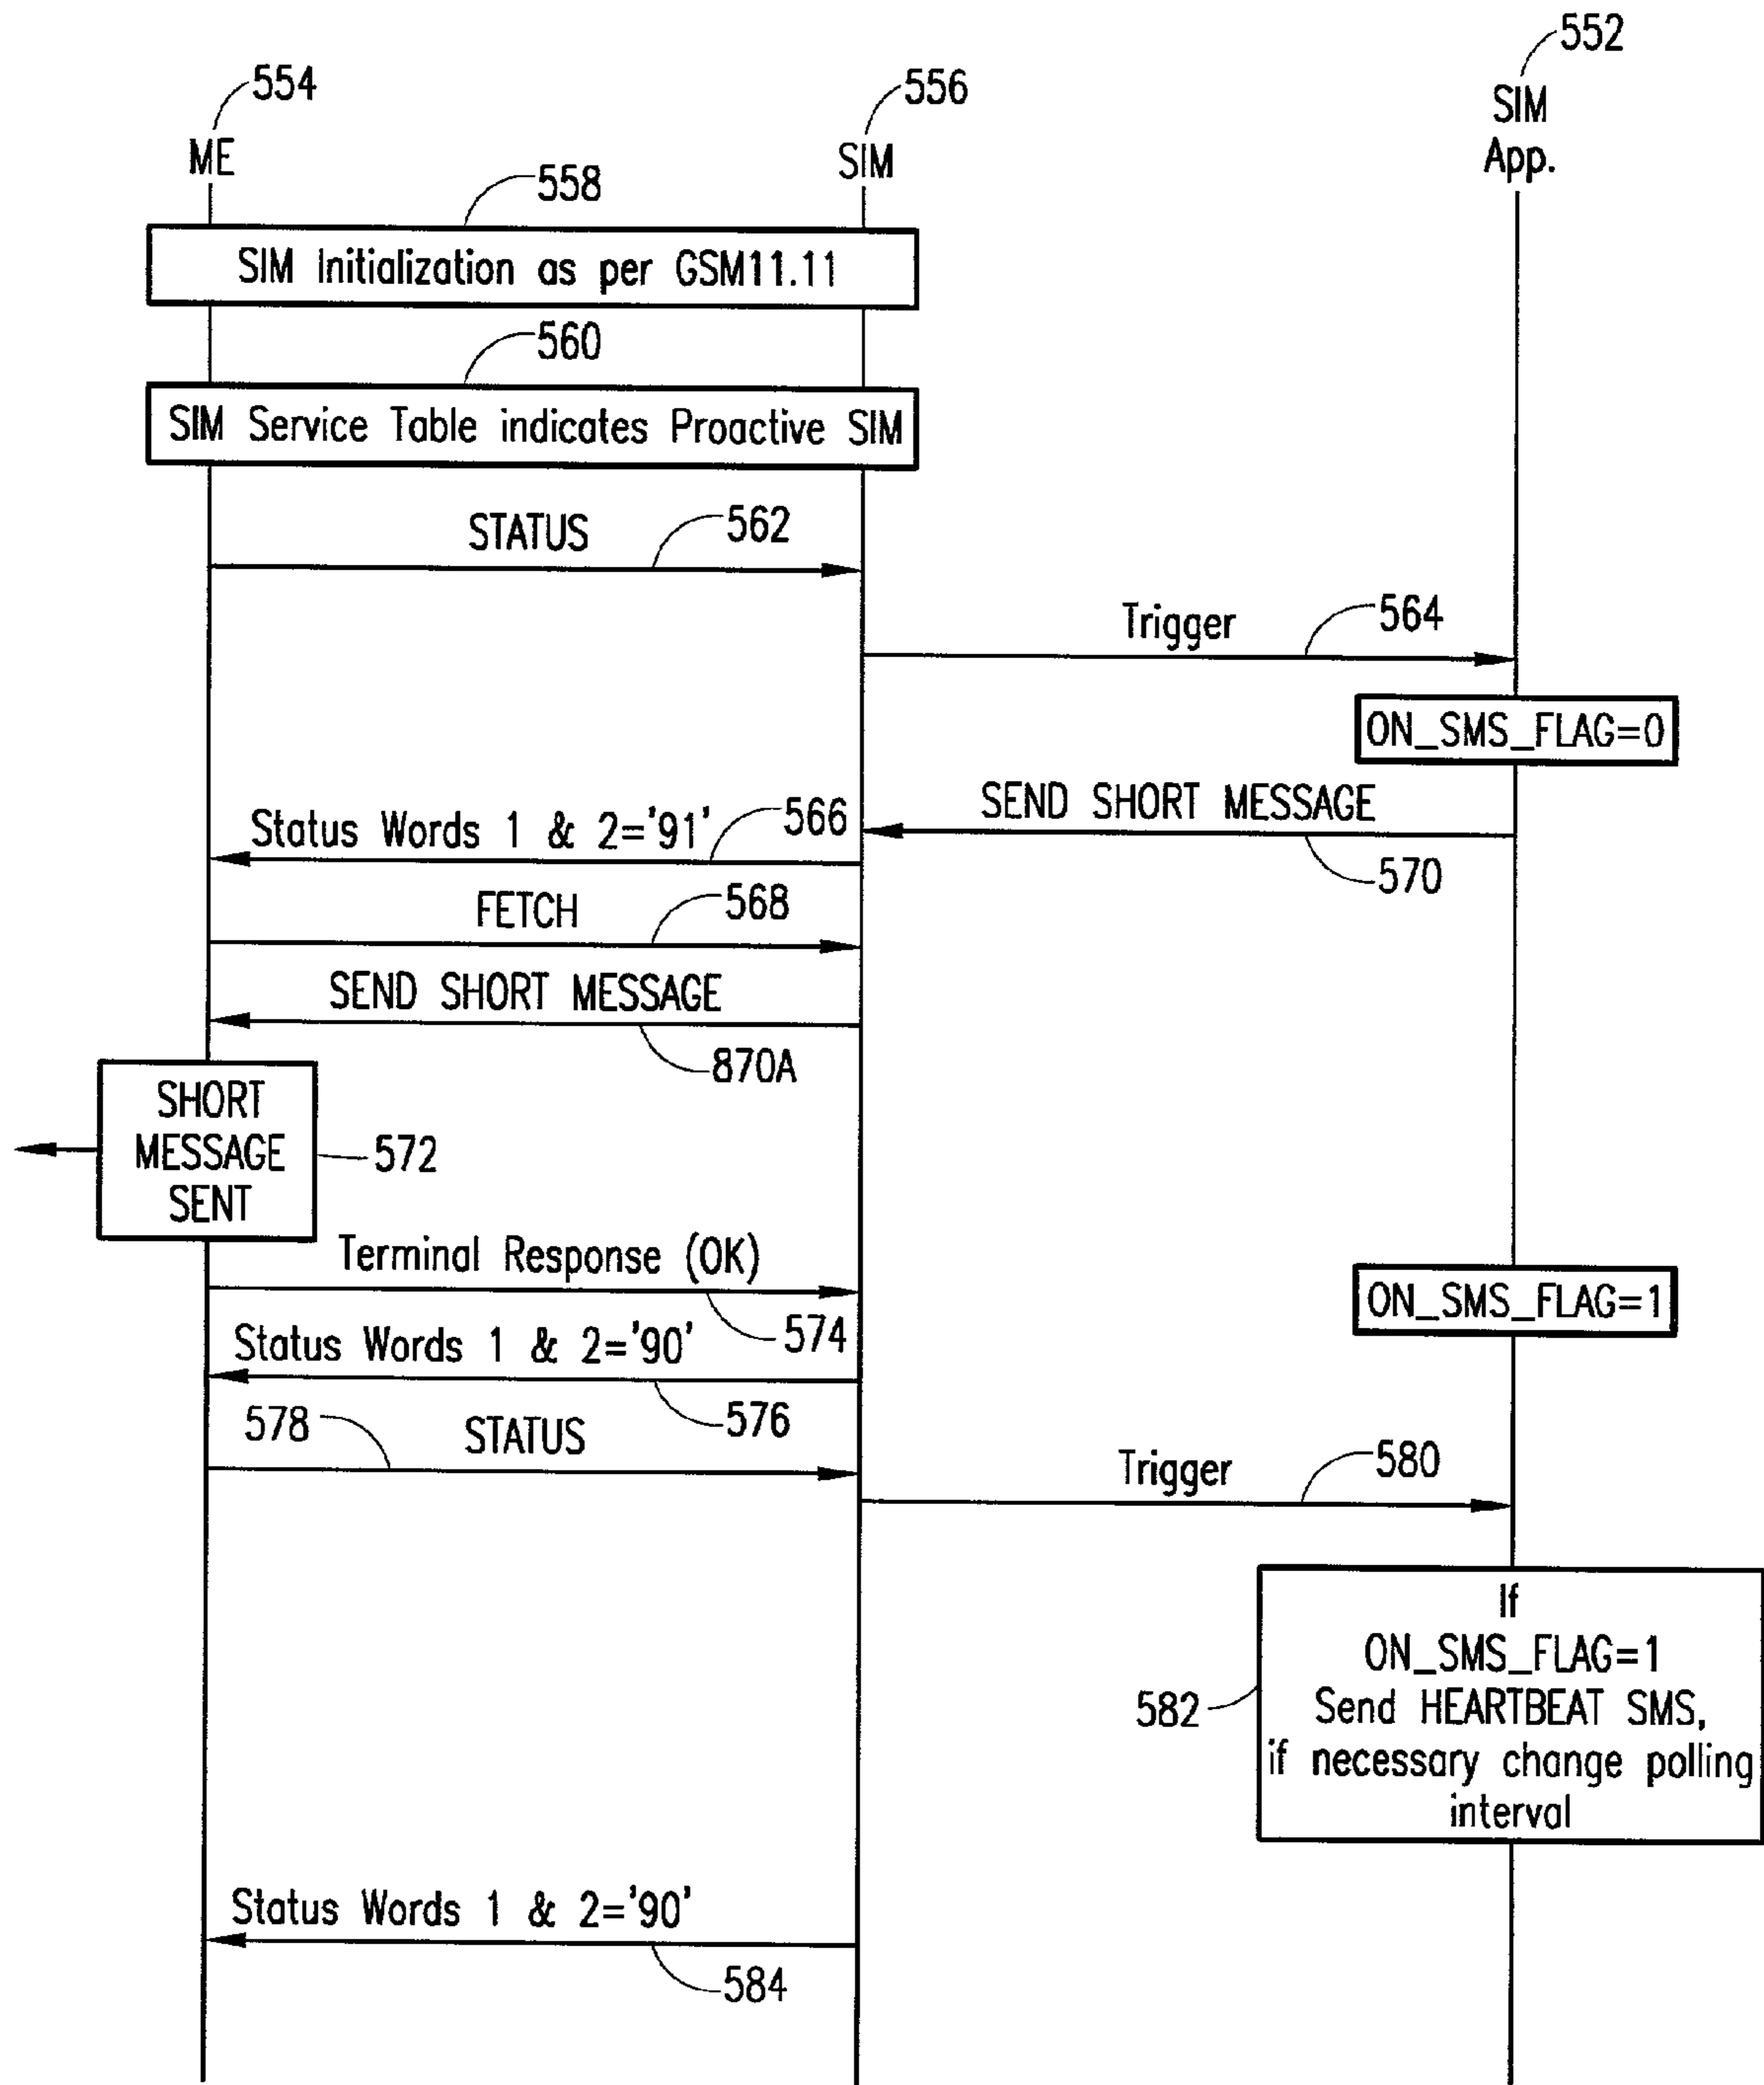 552
SIM
App.
554
ME
556
SIM
558
SIM Initialization as per GSM11.11
560
SIM Service Table indicates Proactive SIM
STATUS
562
Trigger
564
ON_SMS_FLAG=0
SEND SHORT MESSAGE
570
Status Words 1 & 2='91'
566
FETCH
568
SEND SHORT MESSAGE
870A
SHORT
MESSAGE
SENT
572
Terminal Response (OK)
574
ON_SMS_FLAG=1
Status Words 1 & 2='90'
576
578
STATUS
Trigger
580
If
ON_SMS_FLAG=1
Send HEARTBEAT SMS,
if necessary change polling
interval
582
Status Words 1 & 2='90'
584